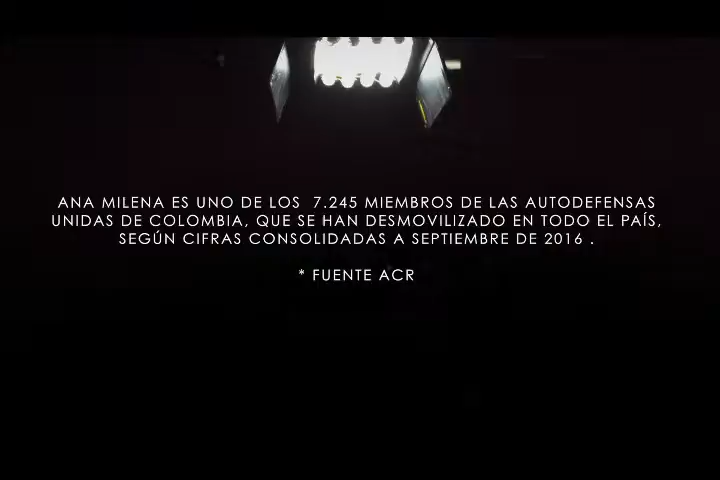 ANA MILENA ES UNO DE LOS  7.245 MIEMBROS DE LAS AUTODEFENSAS
UNIDAS DE COLOMBIA, QUE SE HAN DESMOVILIZADO EN TODO EL PAÍS,
SEGÚN CIFRAS CONSOLIDADAS A SEPTIEMBRE DE 2016 .
* FUENTE ACR